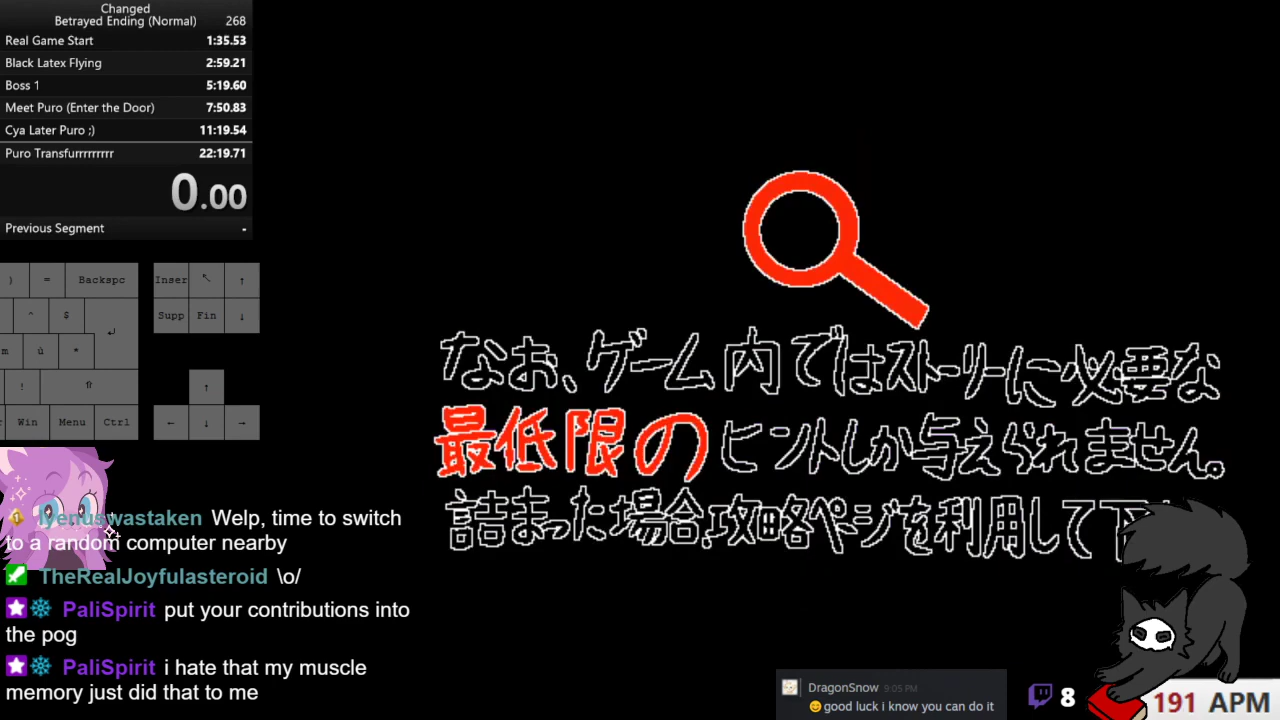 Changed
Betrayed Ending (Normal) 268
Real Game Start 1:35.53
Black Latex Flying 2:59.21
Boss 1 5:19.60
Meet Puro (Enter the Door) 7:50.83
Cya Later Puro ;) 11:19.54
Puro Transfurrrrrrrrr 22:19.71
0.00
Previous Segment -
) = Backspc Inser ↖ ↑
^ $ ↵ Supp Fin ↓
m ù *
! ⇧ ↑
Win Menu Ctrl ← ↓ →
なお、ゲーム内ではストーリーに必要な
最低限のヒントしか与えられません。
詰まった場合、攻略ページを利用して下
Welp, time to switch
to a random computer nearby
TheRealJoyfulasteroid \o/
PaliSpirit put your contributions into
the pog
PaliSpirit i hate that my muscle
memory just did that to me
DragonSnow 9:05 PM
😊good luck i know you can do it
8
191 APM